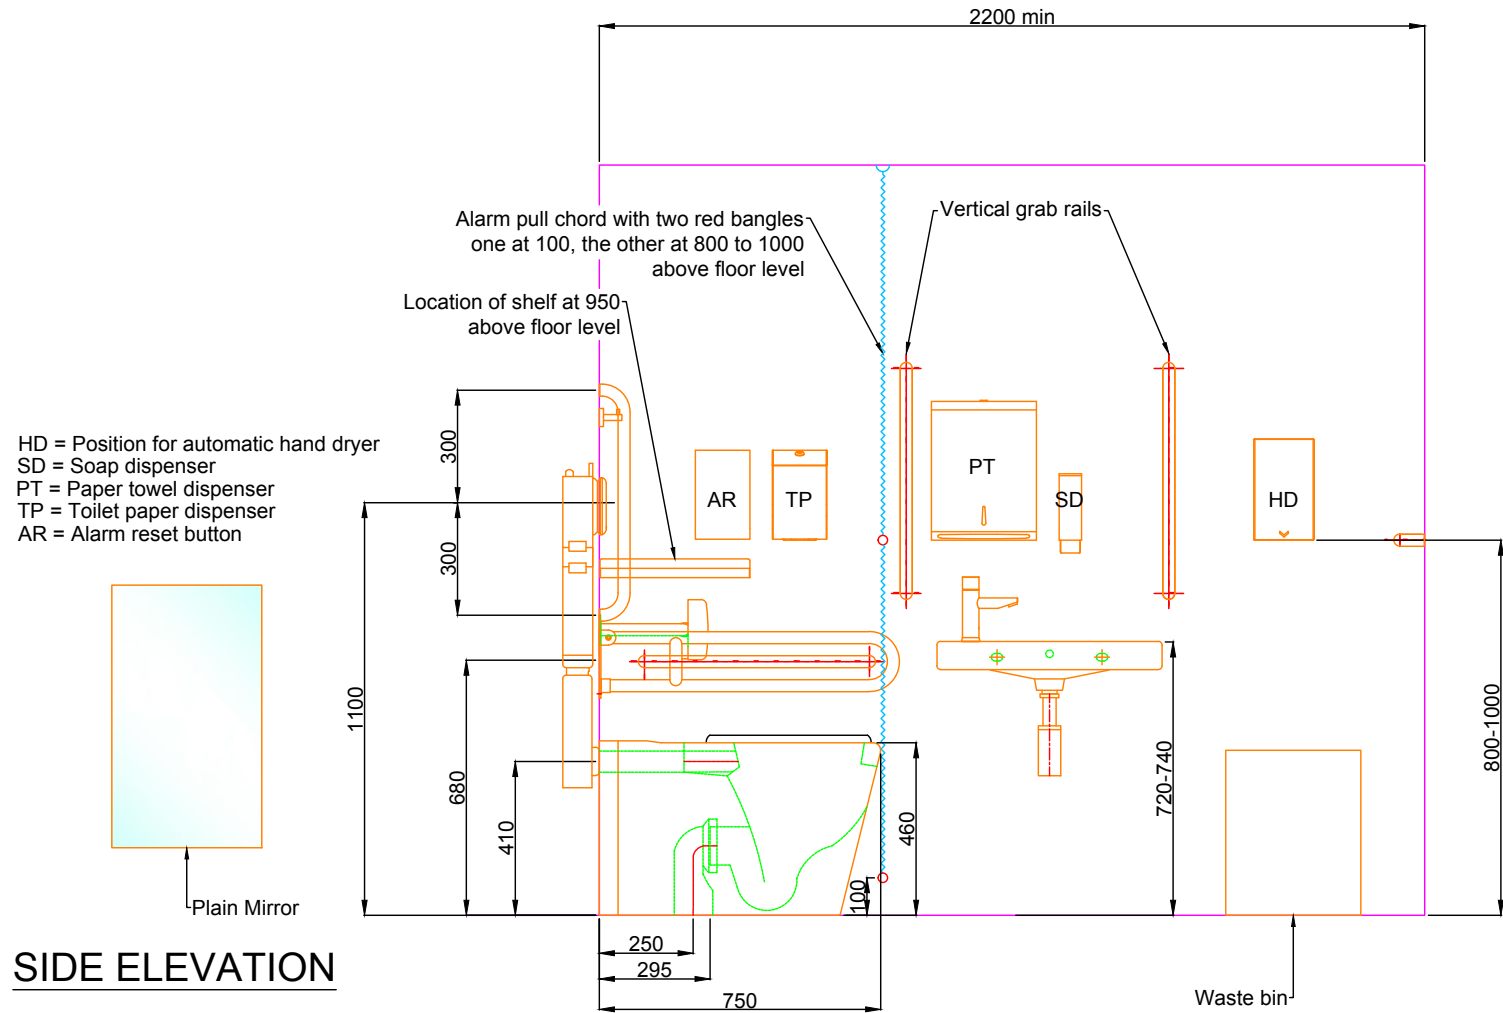 2200 min
Alarm pull chord with two red bangles
one at 100, the other at 800 to 1000
above floor level
Vertical grab rails
Location of shelf at 950
above floor level
HD = Position for automatic hand dryer
SD = Soap dispenser
PT = Paper towel dispenser
TP = Toilet paper dispenser
AR = Alarm reset button
300
300
AR
TP
PT
SD
HD
1100
680
410
460
100
720-740
800-1000
Plain Mirror
250
295
750
Waste bin
SIDE ELEVATION